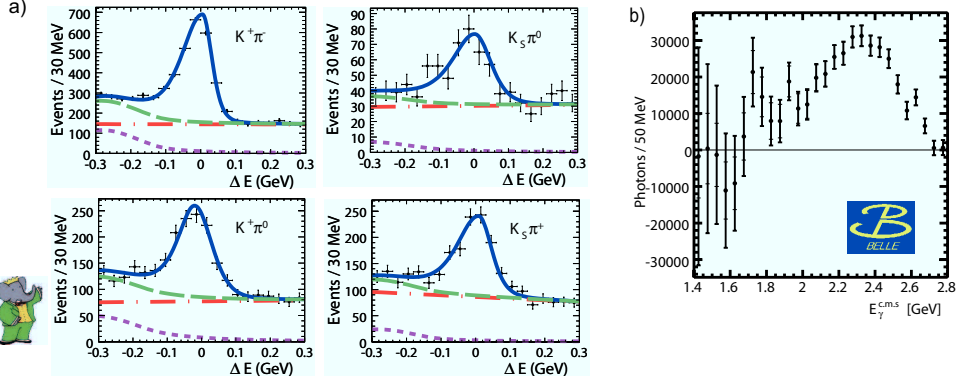 a)
Events / 30 MeV
700
600
500
400
300
200
100
0
K⁺π⁻
-0.3 -0.2 -0.1 0 0.1 0.2 0.3
Δ E (GeV)
Events / 30 MeV
90
80
70
60
50
40
30
20
10
0
K_S π⁰
-0.3 -0.2 -0.1 0 0.1 0.2 0.3
Δ E (GeV)
Events / 30 MeV
250
200
150
100
50
0
K⁺π⁰
-0.3 -0.2 -0.1 0 0.1 0.2 0.3
Δ E (GeV)
Events / 30 MeV
250
200
150
100
50
0
K_S π⁺
-0.3 -0.2 -0.1 0 0.1 0.2 0.3
Δ E (GeV)
b)
Photons / 50 MeV
30000
20000
10000
0
-10000
-20000
-30000
B
BELLE
1.4 1.6 1.8 2 2.2 2.4 2.6 2.8
E_γ^c.m.s [GeV]